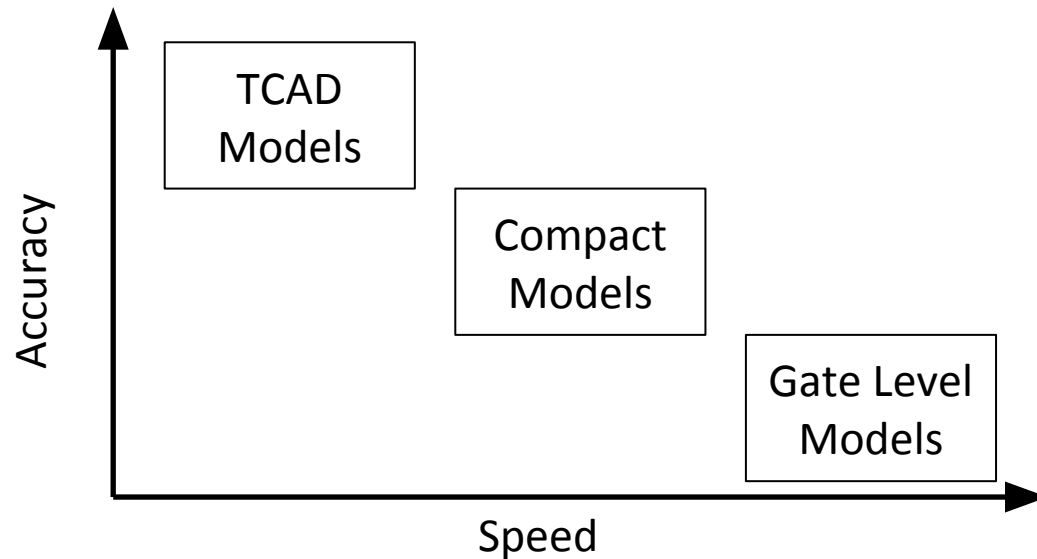 TCAD
Models
Compact
Models
Gate Level
Models
Accuracy
Speed